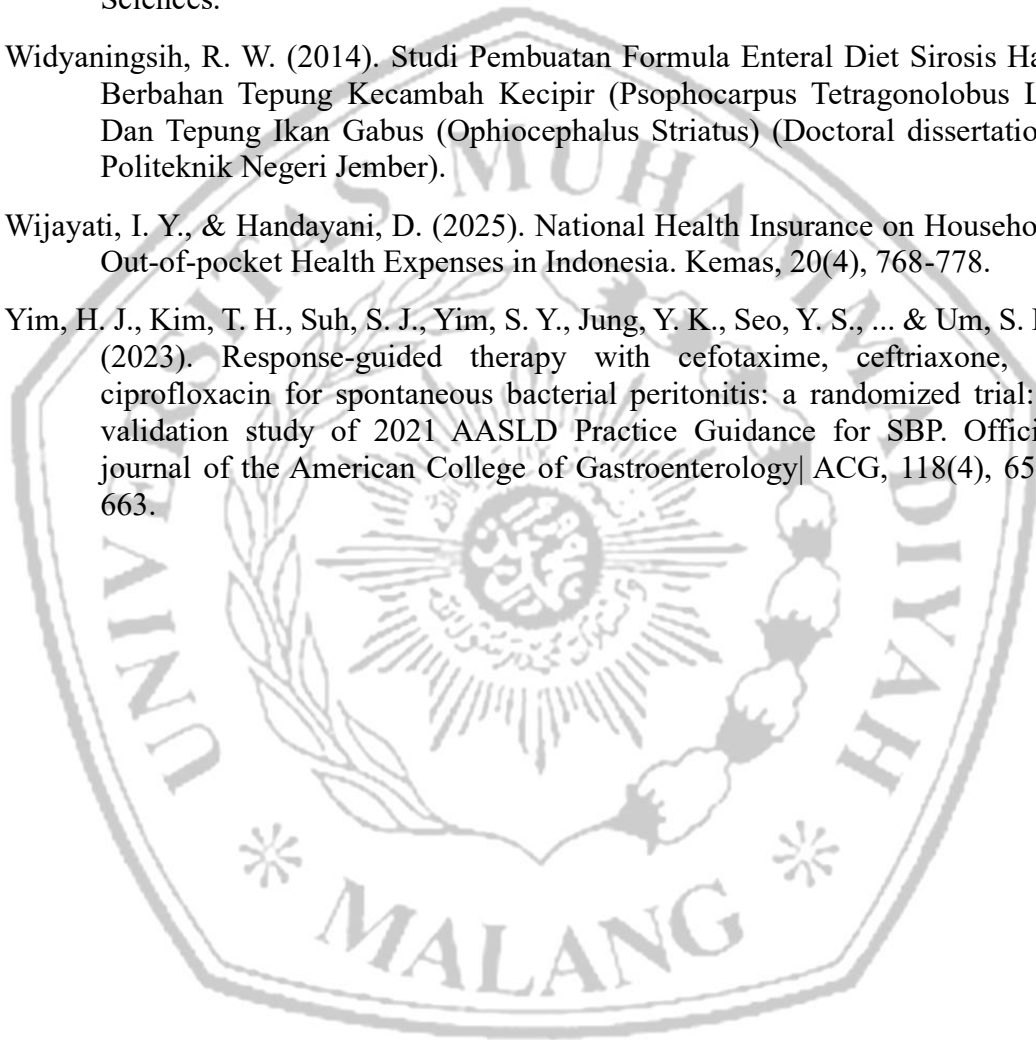 Sciences.
Widyaningsih, R. W. (2014). Studi Pembuatan Formula Enteral Diet Sirosis Ha
Berbahan Tepung Kecambah Kecipir (Psophocarpus Tetragonolobus L
Dan Tepung Ikan Gabus (Ophiocephalus Striatus) (Doctoral dissertatio
Politeknik Negeri Jember).
Wijayati, I. Y., & Handayani, D. (2025). National Health Insurance on Househo
Out-of-pocket Health Expenses in Indonesia. Kemas, 20(4), 768-778.
Yim, H. J., Kim, T. H., Suh, S. J., Yim, S. Y., Jung, Y. K., Seo, Y. S., ... & Um, S.
(2023). Response-guided therapy with cefotaxime, ceftriaxone,
ciprofloxacin for spontaneous bacterial peritonitis: a randomized trial:
validation study of 2021 AASLD Practice Guidance for SBP. Offici
journal of the American College of Gastroenterology| ACG, 118(4), 65
663.
UNIVERSITAS MUHAMMADIYAH
MALANG